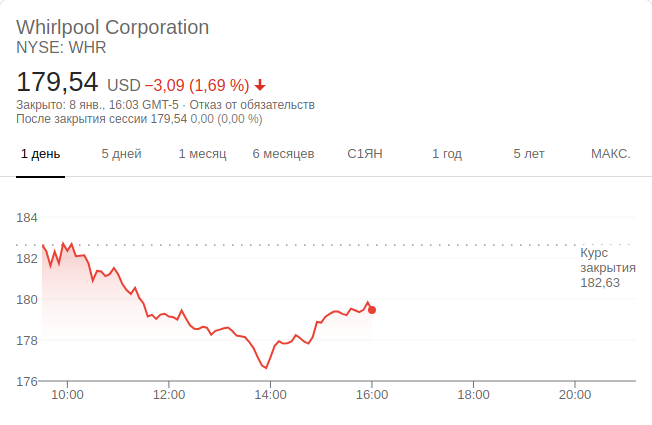 Whirlpool Corporation
NYSE: WHR
179,54 USD −3,09 (1,69 %)
Закрыто: 8 янв., 16:03 GMT-5 · Отказ от обязательств
После закрытия сессии 179,54 0,00 (0,00 %)
1 день 5 дней 1 месяц 6 месяцев С1ЯН 1 год 5 лет МАКС.
184
182
180
178
176
Курс
закрытия
182,63
10:00 12:00 14:00 16:00 18:00 20:00